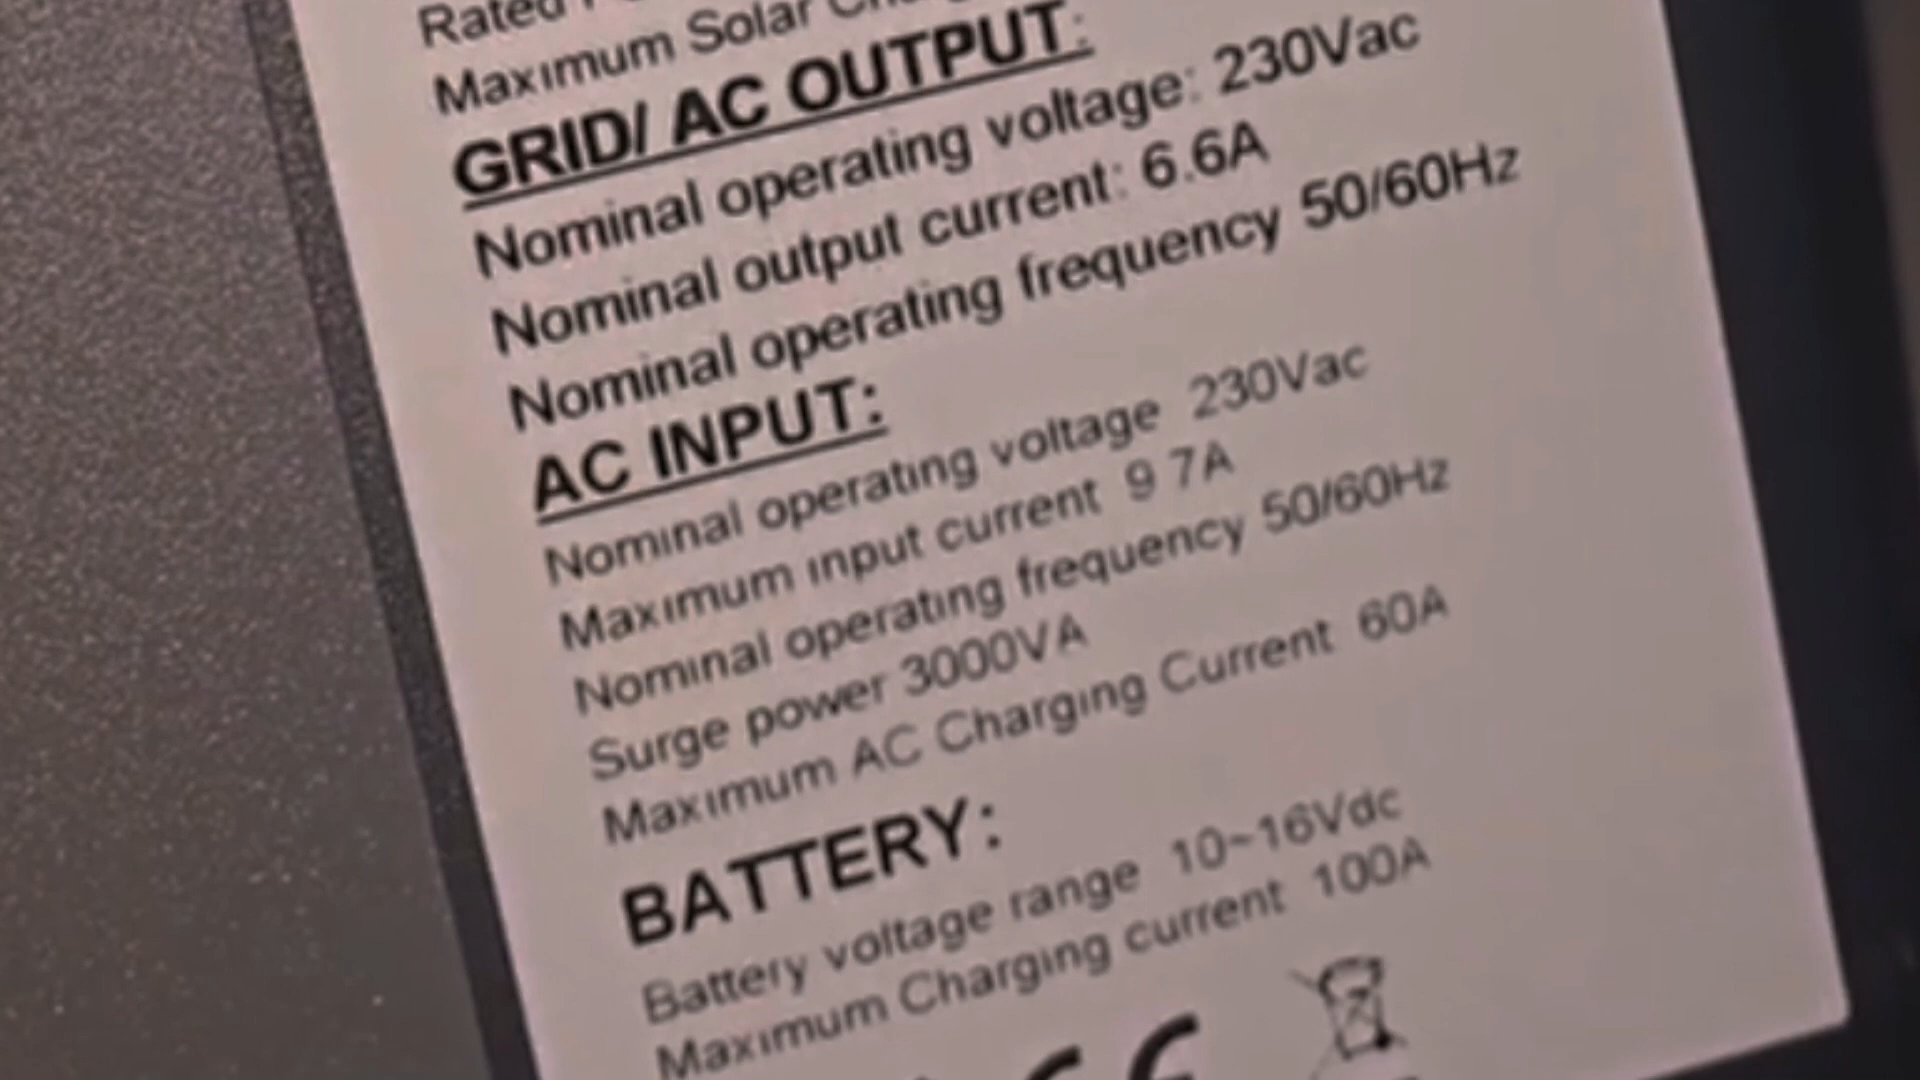 Rated
Maximum Solar
GRID/ AC OUTPUT:
Nominal operating voltage: 230Vac
Nominal output current: 6.6A
Nominal operating frequency 50/60Hz
AC INPUT:
Nominal operating voltage 230Vac
Maximum input current 9 7A
Nominal operating frequency 50/60Hz
Surge power 3000VA
Maximum AC Charging Current 60A
BATTERY:
Battery voltage range 10~16Vdc
Maximum Charging current 100A
CE